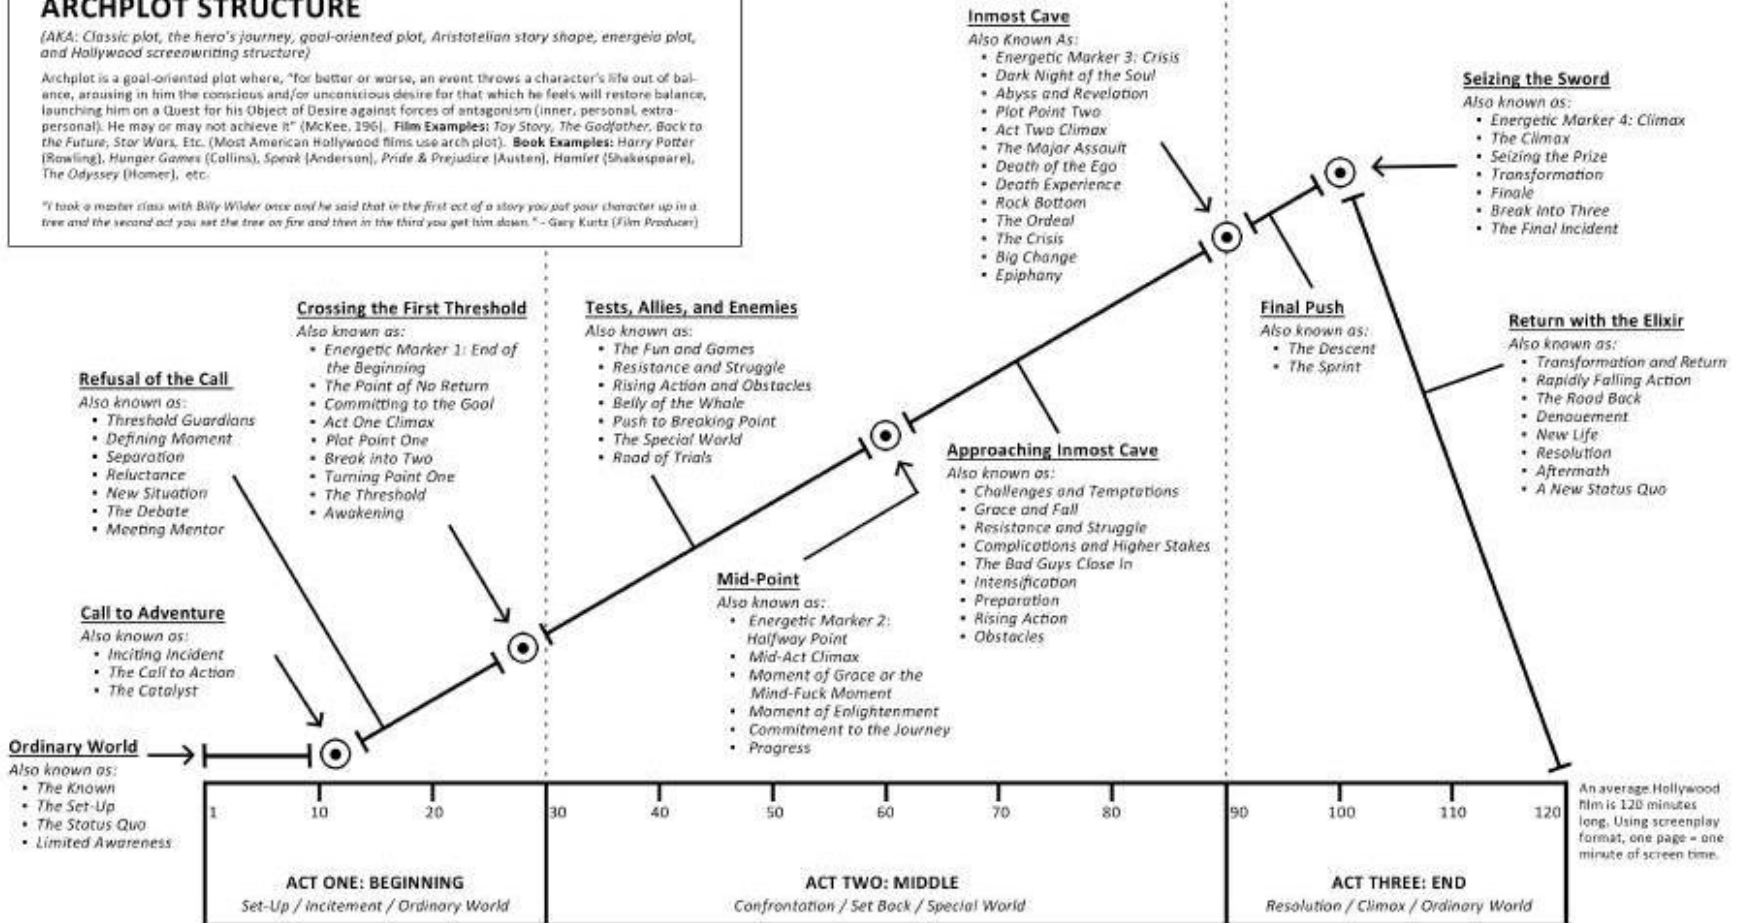 ARCHPLOT STRUCTURE
(AKA: Classic plot, the hero's journey, goal-oriented plot, Aristotelian story shape, energeia plot,
and Hollywood screenwriting structure)
Archplot is a goal-oriented plot where, "for better or worse, an event throws a character's life out of bal-
ance, arousing in him the conscious and/or unconscious desire for that which he feels will restore balance,
launching him on a Quest for his Object of Desire against forces of antagonism (inner, personal, extra-
personal). He may or may not achieve it" (McKee, 196). Film Examples: Toy Story, The Godfather, Back to
the Future, Star Wars, Etc. (Most American Hollywood films use arch plot). Book Examples: Harry Potter
(Rowling), Hunger Games (Collins), Speak (Anderson), Pride & Prejudice (Austen), Hamlet (Shakespeare),
The Odyssey (Homer), etc.
"I took a master class with Billy Wilder once and he said that in the first act of a story you put your character up in a
tree and the second act you set the tree on fire and then in the third you get him down." - Gary Kurtz (Film Producer)
Ordinary World
Also known as:
• The Known
• The Set-Up
• The Status Quo
• Limited Awareness
Call to Adventure
Also known as:
• Inciting Incident
• The Call to Action
• The Catalyst
Refusal of the Call
Also known as:
• Threshold Guardians
• Defining Moment
• Separation
• Reluctance
• New Situation
• The Debate
• Meeting Mentor
Crossing the First Threshold
Also known as:
• Energetic Marker 1: End of
the Beginning
• The Point of No Return
• Committing to the Goal
• Act One Climax
• Plot Point One
• Break into Two
• Turning Point One
• The Threshold
• Awakening
Tests, Allies, and Enemies
Also known as:
• The Fun and Games
• Resistance and Struggle
• Rising Action and Obstacles
• Belly of the Whale
• Push to Breaking Point
• The Special World
• Road of Trials
Mid-Point
Also known as:
• Energetic Marker 2:
Halfway Point
• Mid-Act Climax
• Moment of Grace or the
Mind-Fuck Moment
• Moment of Enlightenment
• Commitment to the Journey
• Progress
Approaching Inmost Cave
Also known as:
• Challenges and Temptations
• Grace and Fall
• Resistance and Struggle
• Complications and Higher Stakes
• The Bad Guys Close In
• Intensification
• Preparation
• Rising Action
• Obstacles
Inmost Cave
Also Known As:
• Energetic Marker 3: Crisis
• Dark Night of the Soul
• Abyss and Revelation
• Plot Point Two
• Act Two Climax
• The Major Assault
• Death of the Ego
• Death Experience
• Rock Bottom
• The Ordeal
• The Crisis
• Big Change
• Epiphany
Final Push
Also known as:
• The Descent
• The Sprint
Seizing the Sword
Also known as:
• Energetic Marker 4: Climax
• The Climax
• Seizing the Prize
• Transformation
• Finale
• Break Into Three
• The Final Incident
Return with the Elixir
Also known as:
• Transformation and Return
• Rapidly Falling Action
• The Road Back
• Denouement
• New Life
• Resolution
• Aftermath
• A New Status Quo
1 10 20 30 40 50 60 70 80 90 100 110 120
An average Hollywood
film is 120 minutes
long. Using screenplay
format, one page = one
minute of screen time.
ACT ONE: BEGINNING
Set-Up / Incitement / Ordinary World
ACT TWO: MIDDLE
Confrontation / Set Back / Special World
ACT THREE: END
Resolution / Climax / Ordinary World